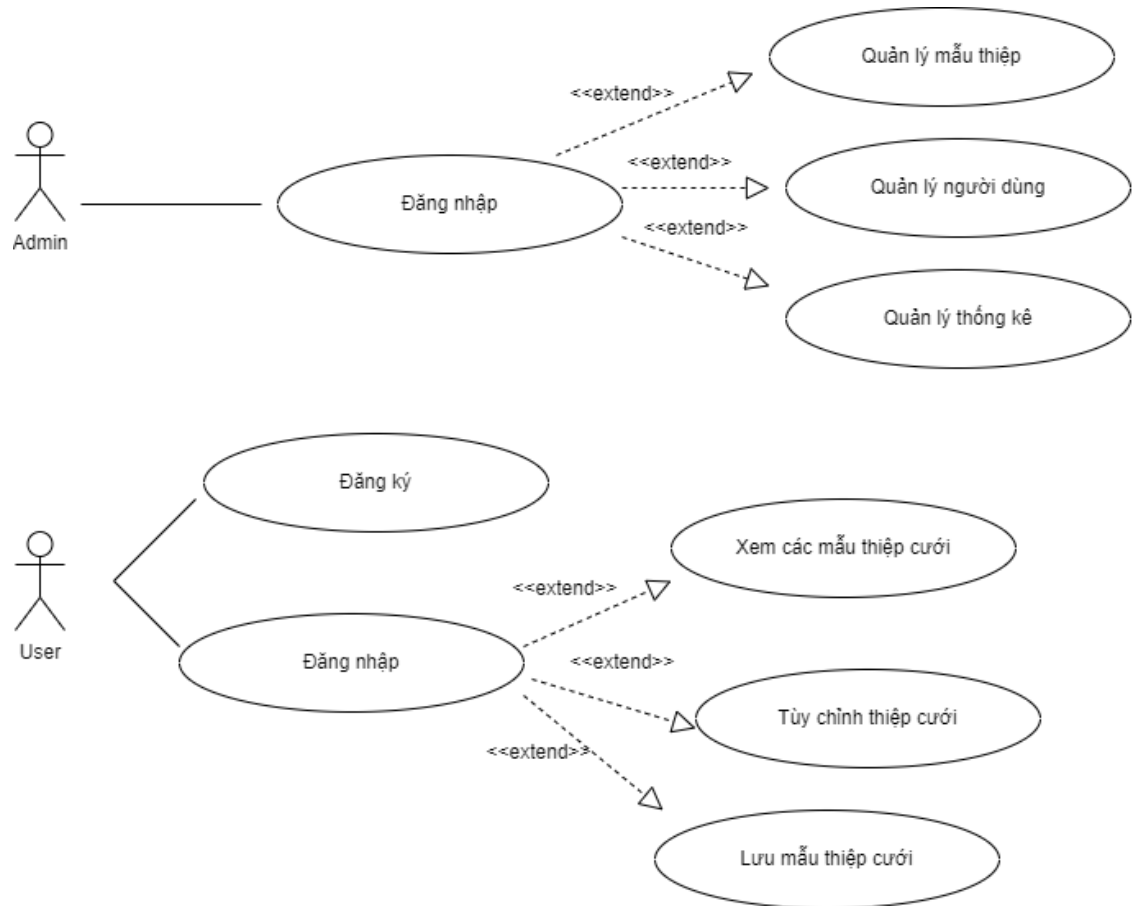 Quản lý mẫu thiệp
<<extend>>
<<extend>>
Quản lý người dùng
Đăng nhập
<<extend>>
Admin
Quản lý thống kê
Đăng ký
Xem các mẫu thiệp cưới
<<extend>>
User
Đăng nhập
<<extend>>
Tùy chỉnh thiệp cưới
<<extend>>
Lưu mẫu thiệp cưới